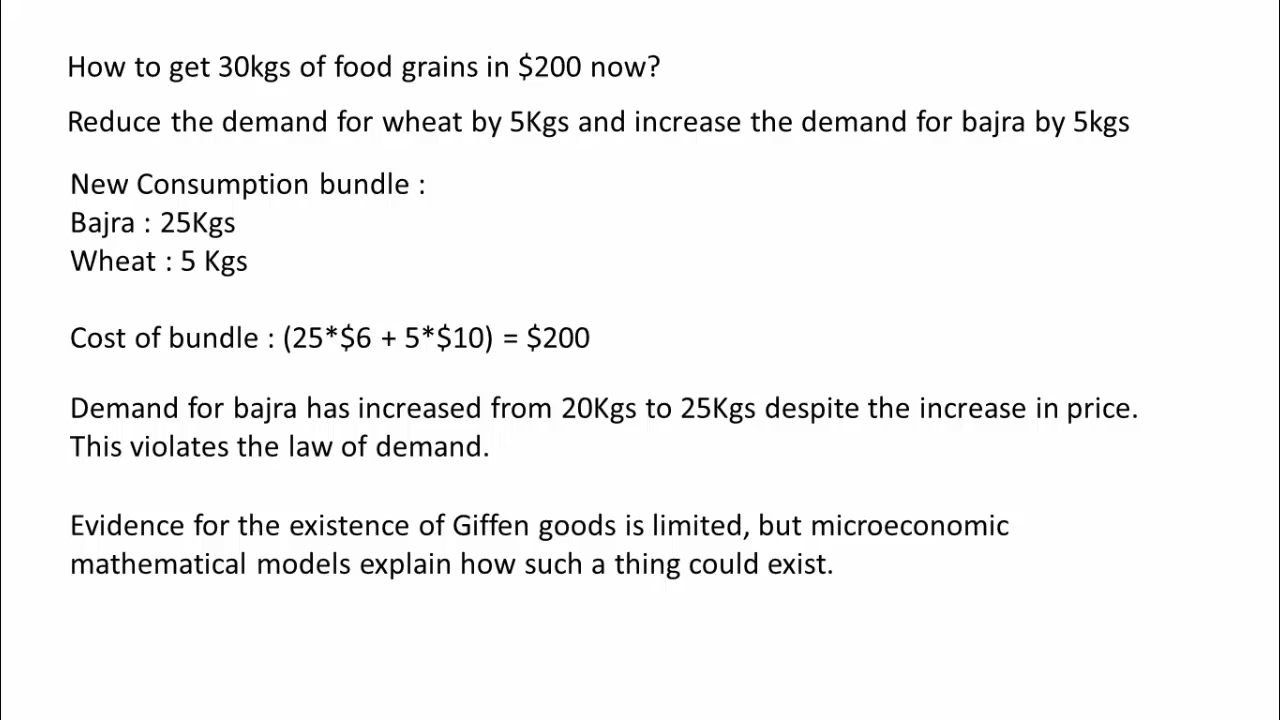 How to get 30kgs of food grains in $200 now?
Reduce the demand for wheat by 5Kgs and increase the demand for bajra by 5kgs
New Consumption bundle :
Bajra : 25Kgs
Wheat : 5 Kgs
Cost of bundle : (25*$6 + 5*$10) = $200
Demand for bajra has increased from 20Kgs to 25Kgs despite the increase in price.
This violates the law of demand.
Evidence for the existence of Giffen goods is limited, but microeconomic
mathematical models explain how such a thing could exist.